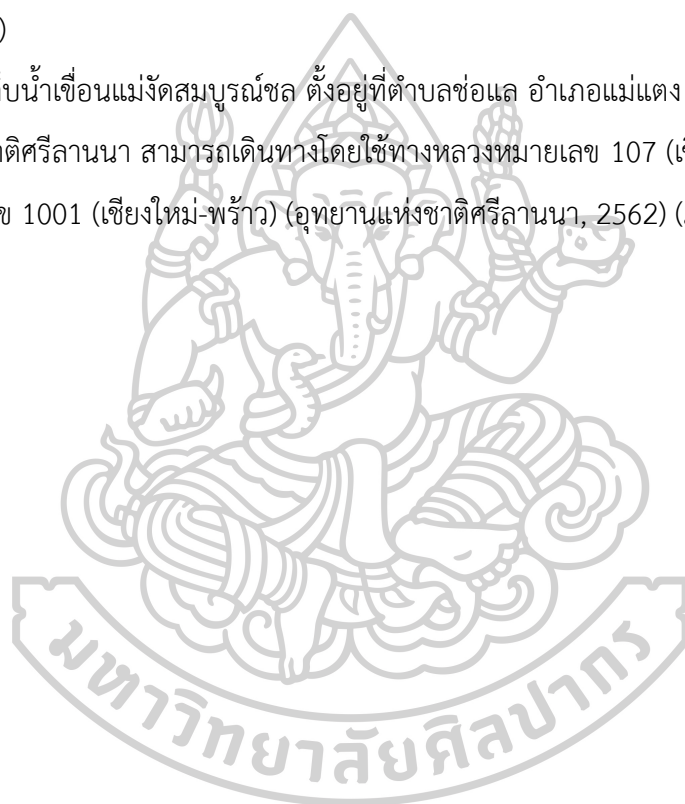 )
็บน้ำเขื่อนแม่งัดสมบูรณ์ชล ตั้งอยู่ที่ตำบลช่อแล อำเภอแม่แตง
าติศรีลานนา สามารถเดินทางโดยใช้ทางหลวงหมายเลข 107 (เ
ข 1001 (เชียงใหม่-พร้าว) (อุทยานแห่งชาติศรีลานนา, 2562) (
มหาวิทยาลัยศิลปากร